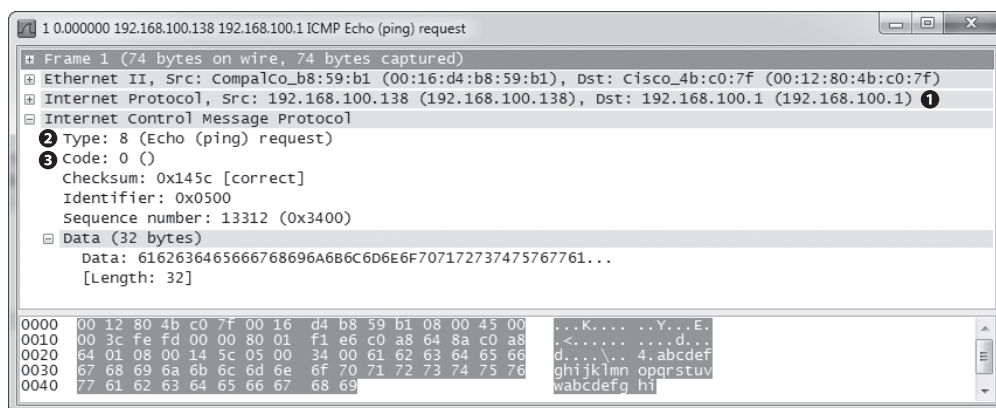 1 0.000000 192.168.100.138 192.168.100.1 ICMP Echo (ping) request
Frame 1 (74 bytes on wire, 74 bytes captured)
Ethernet II, Src: CompalCo_b8:59:b1 (00:16:d4:b8:59:b1), Dst: Cisco_4b:c0:7f (00:12:80:4b:c0:7f)
Internet Protocol, Src: 192.168.100.138 (192.168.100.138), Dst: 192.168.100.1 (192.168.100.1) ❶
Internet Control Message Protocol
❷ Type: 8 (Echo (ping) request)
❸ Code: 0 ()
Checksum: 0x145c [correct]
Identifier: 0x0500
Sequence number: 13312 (0x3400)
Data (32 bytes)
Data: 6162636465666768696A6B6C6D6E6F707172737475767761...
[Length: 32]
0000 00 12 80 4b c0 7f 00 16 d4 b8 59 b1 08 00 45 00 ...K.... ..Y...E.
0010 00 3c fe fd 00 00 80 01 f1 e6 c0 a8 64 8a c0 a8 .<...... ....d...
0020 64 01 08 00 14 5c 05 00 34 00 61 62 63 64 65 66 d....\.. 4.abcdef
0030 67 68 69 6a 6b 6c 6d 6e 6f 70 71 72 73 74 75 76 ghijklmn opqrstuv
0040 77 61 62 63 64 65 66 67 68 69 wabcdefg hi